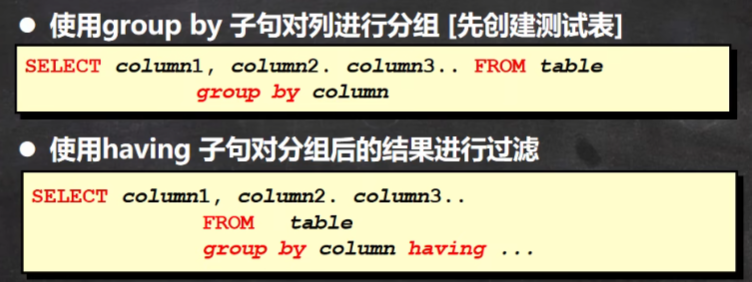 ● 使用group by 子句对列进行分组 [先创建测试表]
SELECT column1, column2. column3.. FROM table
group by column
● 使用having 子句对分组后的结果进行过滤
SELECT column1, column2. column3..
FROM table
group by column having ...